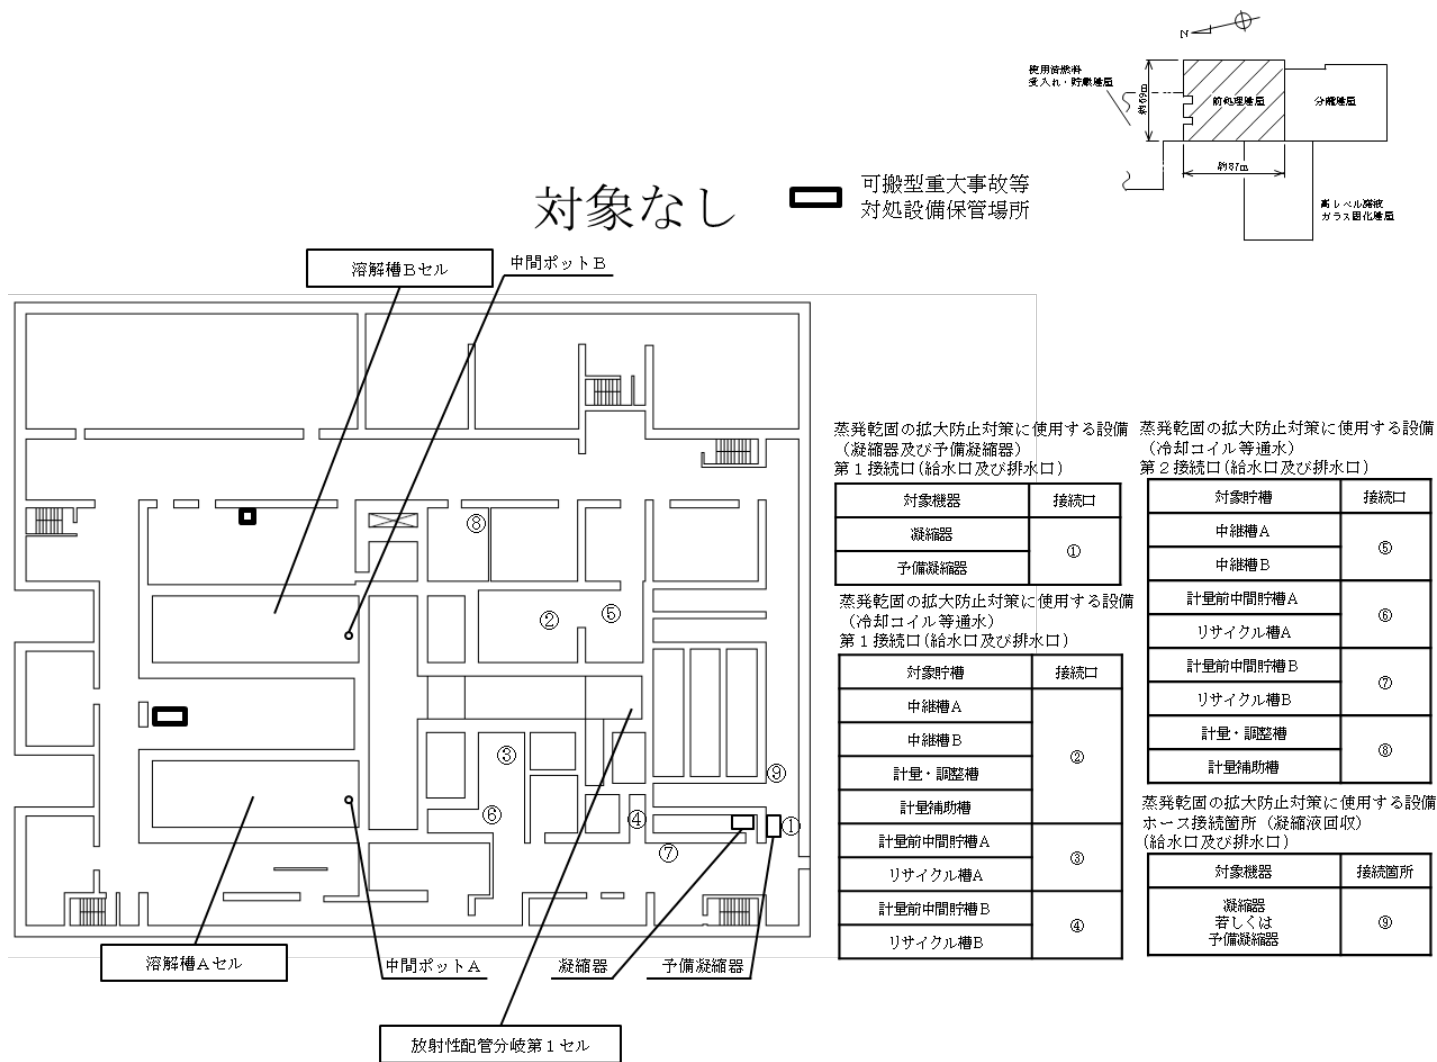 N
使用済燃料
受入れ・貯蔵建屋
約69m
前処理建屋
分離建屋
約87m
高レベル廃液
ガラス固化建屋
対象なし
可搬型重大事故等
対処設備保管場所
溶解槽Bセル
中間ポットB
⑧
②
⑤
③
⑨
⑥
④
①
⑦
溶解槽Aセル
中間ポットA
凝縮器
予備凝縮器
放射性配管分岐第1セル
蒸発乾固の拡大防止対策に使用する設備
(凝縮器及び予備凝縮器)
第1接続口(給水口及び排水口)
対象機器 接続口
凝縮器 ①
予備凝縮器
蒸発乾固の拡大防止対策に使用する設備
(冷却コイル等通水)
第1接続口(給水口及び排水口)
対象貯槽 接続口
中継槽A ②
中継槽B
計量・調整槽
計量補助槽
計量前中間貯槽A ③
リサイクル槽A
計量前中間貯槽B ④
リサイクル槽B
蒸発乾固の拡大防止対策に使用する設備
(冷却コイル等通水)
第2接続口(給水口及び排水口)
対象貯槽 接続口
中継槽A ⑤
中継槽B
計量前中間貯槽A ⑥
リサイクル槽A
計量前中間貯槽B ⑦
リサイクル槽B
計量・調整槽 ⑧
計量補助槽
蒸発乾固の拡大防止対策に使用する設備
ホース接続箇所(凝縮液回収)
(給水口及び排水口)
対象機器 接続箇所
凝縮器 ⑨
若しくは
予備凝縮器